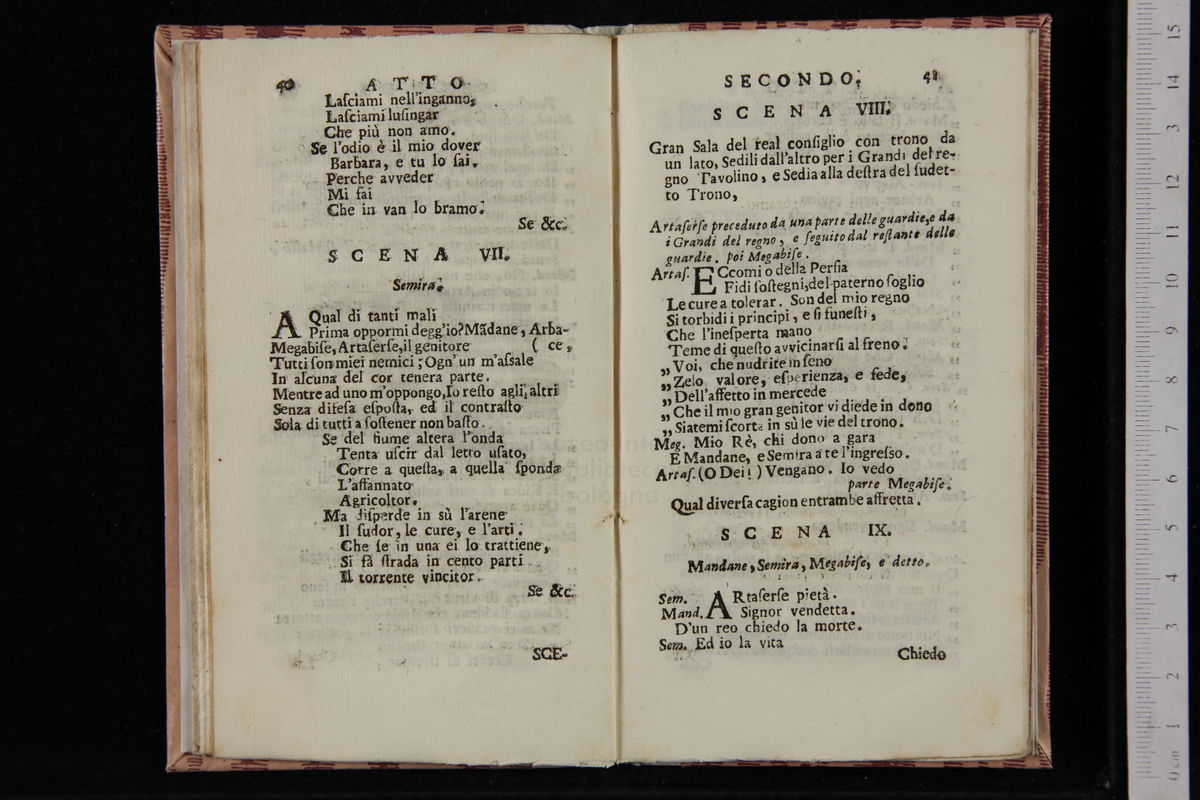 40 ATTO
Laſciami nell'inganno,
Laſciami luſingar
Che più non amo.
Se l'odio è il mio dover
Barbara, e tu lo ſai.
Perche avveder
Mi fai
Che in van lo bramo.
Se &c.
SCENA VII.
Semira.
A Qual di tanti mali
Prima oppormi degg'io? Mãdane, Arba-
Megabiſe, Artaſerſe, il genitore ( ce,
Tutti ſon miei nemici; Ogn'un m'aſsale
In alcuna del cor tenera parte.
Mentre ad uno m'oppongo, Io reſto agli altri
Senza difeſa eſpoſta, ed il contraſto
Sola di tutti a ſoſtener non baſto.
Se del fiume altera l'onda
Tenta uſcir dal letto uſato,
Corre a queſta, a quella ſponda
L'affannato
Agricoltor.
Ma diſperde in sù l'arene
Il ſudor, le cure, e l'arti.
Che ſe in una ei lo trattiene,
Si fà ſtrada in cento parti
Il torrente vincitor.
Se &c.
SCE-
SECONDO. 41
SCENA VIII.
Gran Sala del real conſiglio con trono da
un lato, Sedili dall'altro per i Grandi del re-
gno Tavolino, e Sedia alla deſtra del ſudet-
to Trono,
Artaſerſe preceduto da una parte delle guardie, e da
i Grandi del regno, e ſeguito dal reſtante delle
guardie. poi Megabiſe.
Artaſ. ECcomi o della Perſia
Fidi ſoſtegni, del paterno ſoglio
Le cure a tolerar. Son del mio regno
Si torbidi i principi, e ſi funeſti,
Che l'ineſperta mano
Teme di queſto avvicinarſi al freno.
„ Voi, che nudrite in ſeno
„ Zelo valore, eſperienza, e fede,
„ Dell'affetto in mercede
„ Che il mio gran genitor vi diede in dono
„ Siatemi ſcorte in sù le vie del trono.
Meg. Mio Rè, chi dono a gara
E Mandane, e Semira a te l'ingreſso.
Artaſ. (O Dei!) Vengano. Io vedo
parte Megabiſe.
Qual diverſa cagion entrambe affretta.
SCENA IX.
Mandane, Semira, Megabiſe, e detto.
Sem. ARtaſerſe pietà.
Mand. Signor vendetta.
D'un reo chiedo la morte.
Sem. Ed io la vita
Chiedo